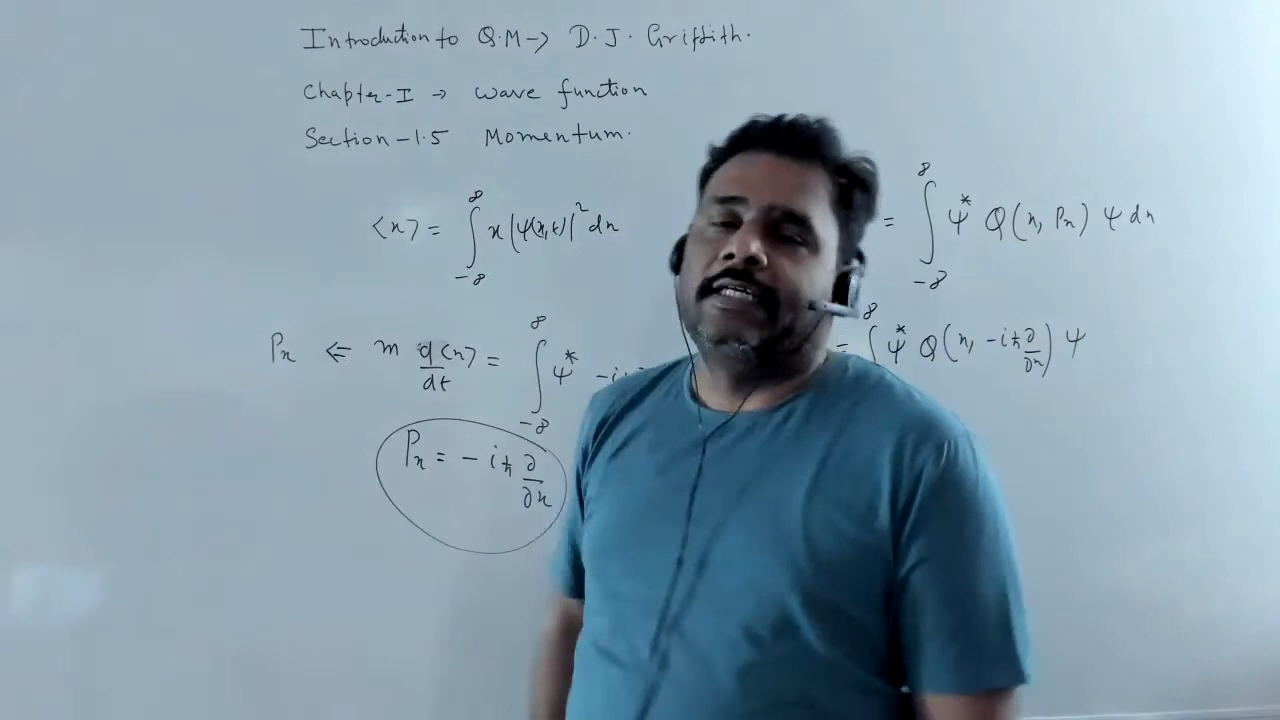 Introduction to Q.M → D.J. Griffith.
Chapter-I → wave function
Section-1.5 Momentum.
<x> = ∫_{-∞}^{∞} x |Ψ(x,t)|² dx
= ∫_{-∞}^{∞} Ψ* Q(x, Px) Ψ dx
Px ⇐ m d<x>/dt = ∫_{-∞}^{∞} Ψ* -i
= ∫^{∞} Ψ* Q(x, -iħ ∂/∂x) Ψ
Px = -iħ ∂/∂x